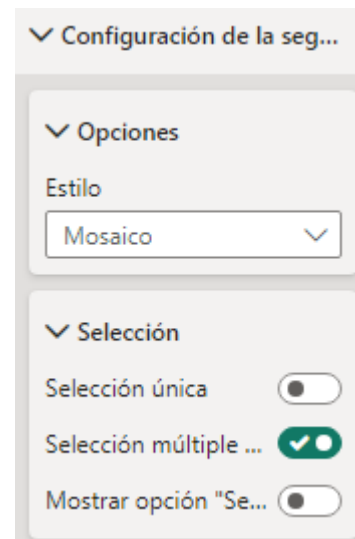 Configuración de la seg...
Opciones
Estilo
Mosaico
Selección
Selección única
Selección múltiple ...
Mostrar opción "Se...